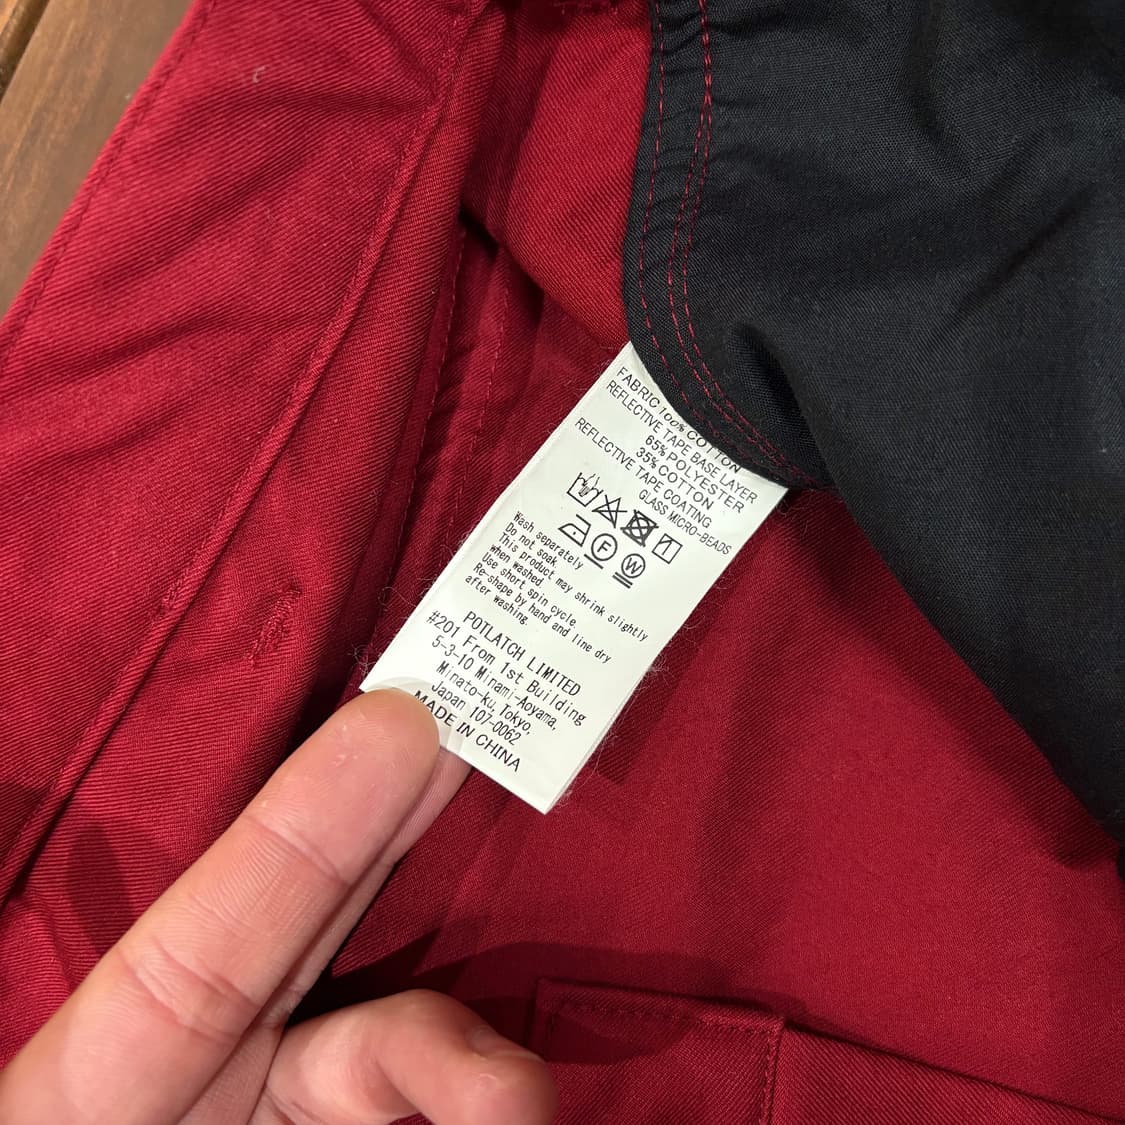 FABRIC 100% COTTON
REFLECTIVE TAPE BASE LAYER
65% POLYESTER
35% COTTON
REFLECTIVE TAPE COATING
GLASS MICRO-BEADS
F
W
Wash separately
Do not soak.
This product may shrink slightly
when washed.
Use short spin cycle.
Re-shape by hand and line dry
after washing.
POTLATCH LIMITED
#201 From 1st Building
5-3-10 Minami-Aoyama,
Minato-ku, Tokyo,
Japan 107-0062
MADE IN CHINA